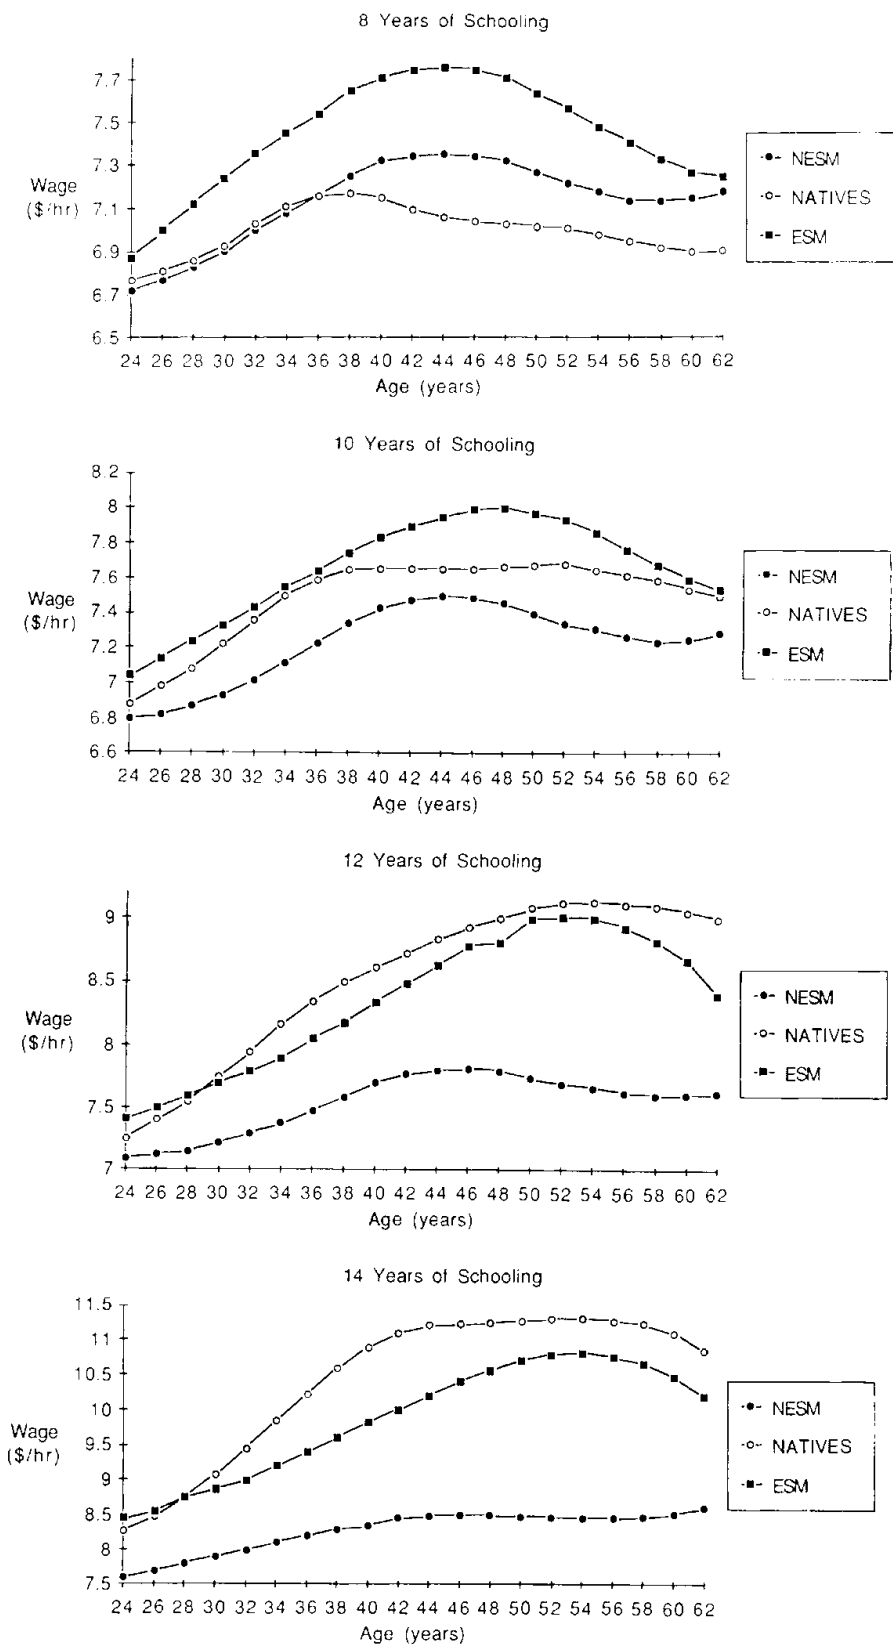 8 Years of Schooling
7.7
7.5
7.3
7.1
6.9
6.7
6.5
Wage
($/hr)
24 26 28 30 32 34 36 38 40 42 44 46 48 50 52 54 56 58 60 62
Age (years)
NESM
NATIVES
ESM
10 Years of Schooling
8.2
8
7.8
7.6
7.4
7.2
7
6.8
6.6
Wage
($/hr)
24 26 28 30 32 34 36 38 40 42 44 46 48 50 52 54 56 58 60 62
Age (years)
NESM
NATIVES
ESM
12 Years of Schooling
9
8.5
8
7.5
7
Wage
($/hr)
24 26 28 30 32 34 36 38 40 42 44 46 48 50 52 54 56 58 60 62
Age (years)
NESM
NATIVES
ESM
14 Years of Schooling
11.5
11
10.5
10
9.5
9
8.5
8
7.5
Wage
($/hr)
24 26 28 30 32 34 36 38 40 42 44 46 48 50 52 54 56 58 60 62
Age (years)
NESM
NATIVES
ESM